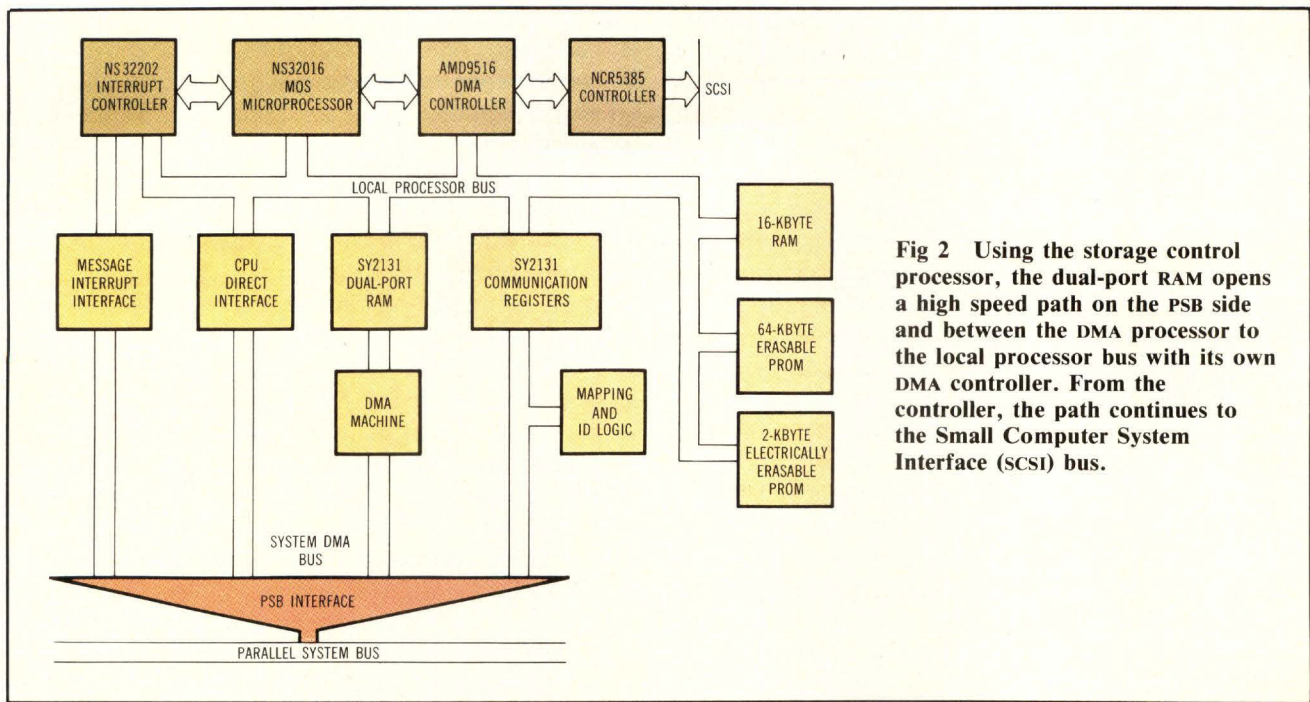 NS32202
INTERRUPT
CONTROLLER
NS32016
MOS
MICROPROCESSOR
AMD9516
DMA
CONTROLLER
NCR5385
CONTROLLER
SCSI
LOCAL PROCESSOR BUS
MESSAGE
INTERRUPT
INTERFACE
CPU
DIRECT
INTERFACE
SY2131
DUAL-PORT
RAM
SY2131
COMMUNICATION
REGISTERS
16-KBYTE
RAM
64-KBYTE
ERASABLE
PROM
2-KBYTE
ELECTRICALLY
ERASABLE
PROM
DMA
MACHINE
MAPPING
AND
ID LOGIC
SYSTEM DMA
BUS
PSB INTERFACE
PARALLEL SYSTEM BUS
Fig 2 Using the storage control
processor, the dual-port RAM opens
a high speed path on the PSB side
and between the DMA processor to
the local processor bus with its own
DMA controller. From the
controller, the path continues to
the Small Computer System
Interface (SCSI) bus.